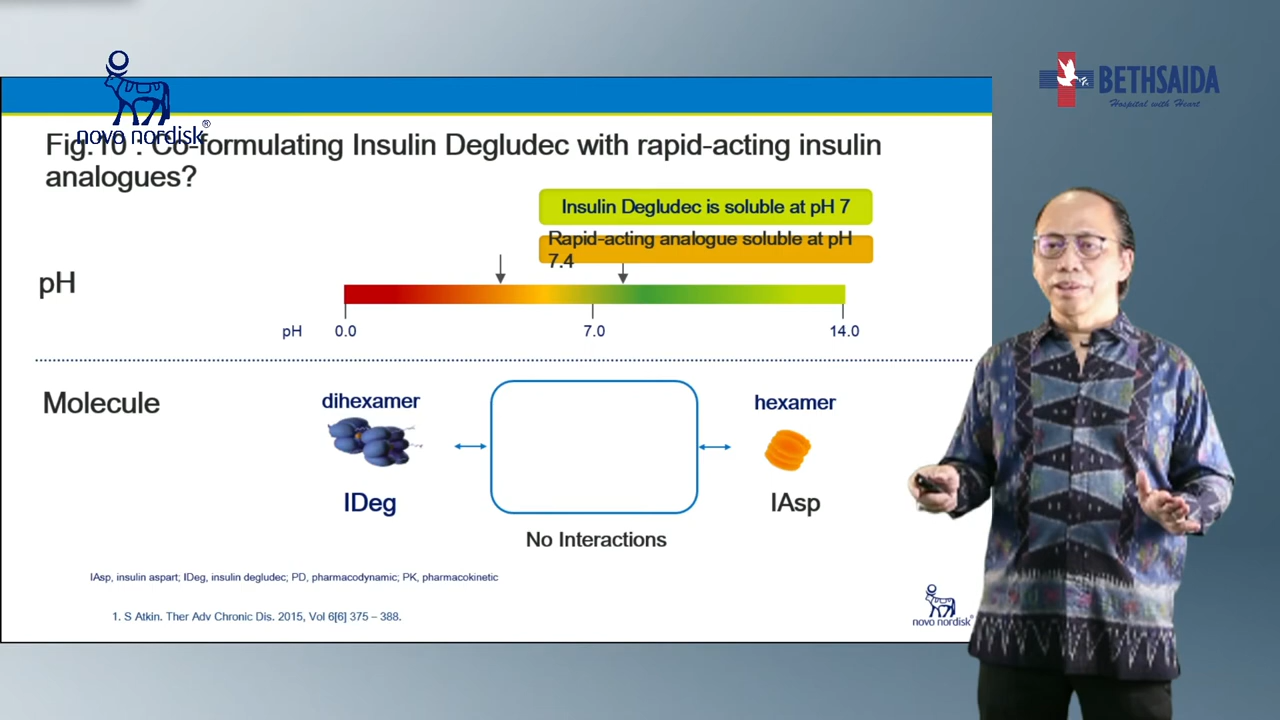 novo nordisk®
BETHSAIDA
Hospital with Heart
Fig.10 : Co-formulating Insulin Degludec with rapid-acting insulin
analogues?
Insulin Degludec is soluble at pH 7
Rapid-acting analogue soluble at pH
7.4
pH
pH 0.0 7.0 14.0
Molecule
dihexamer
hexamer
IDeg
IAsp
No Interactions
IAsp, insulin aspart; IDeg, insulin degludec; PD, pharmacodynamic; PK, pharmacokinetic
1. S Atkin. Ther Adv Chronic Dis. 2015, Vol 6[6] 375 – 388.
novo nordisk®